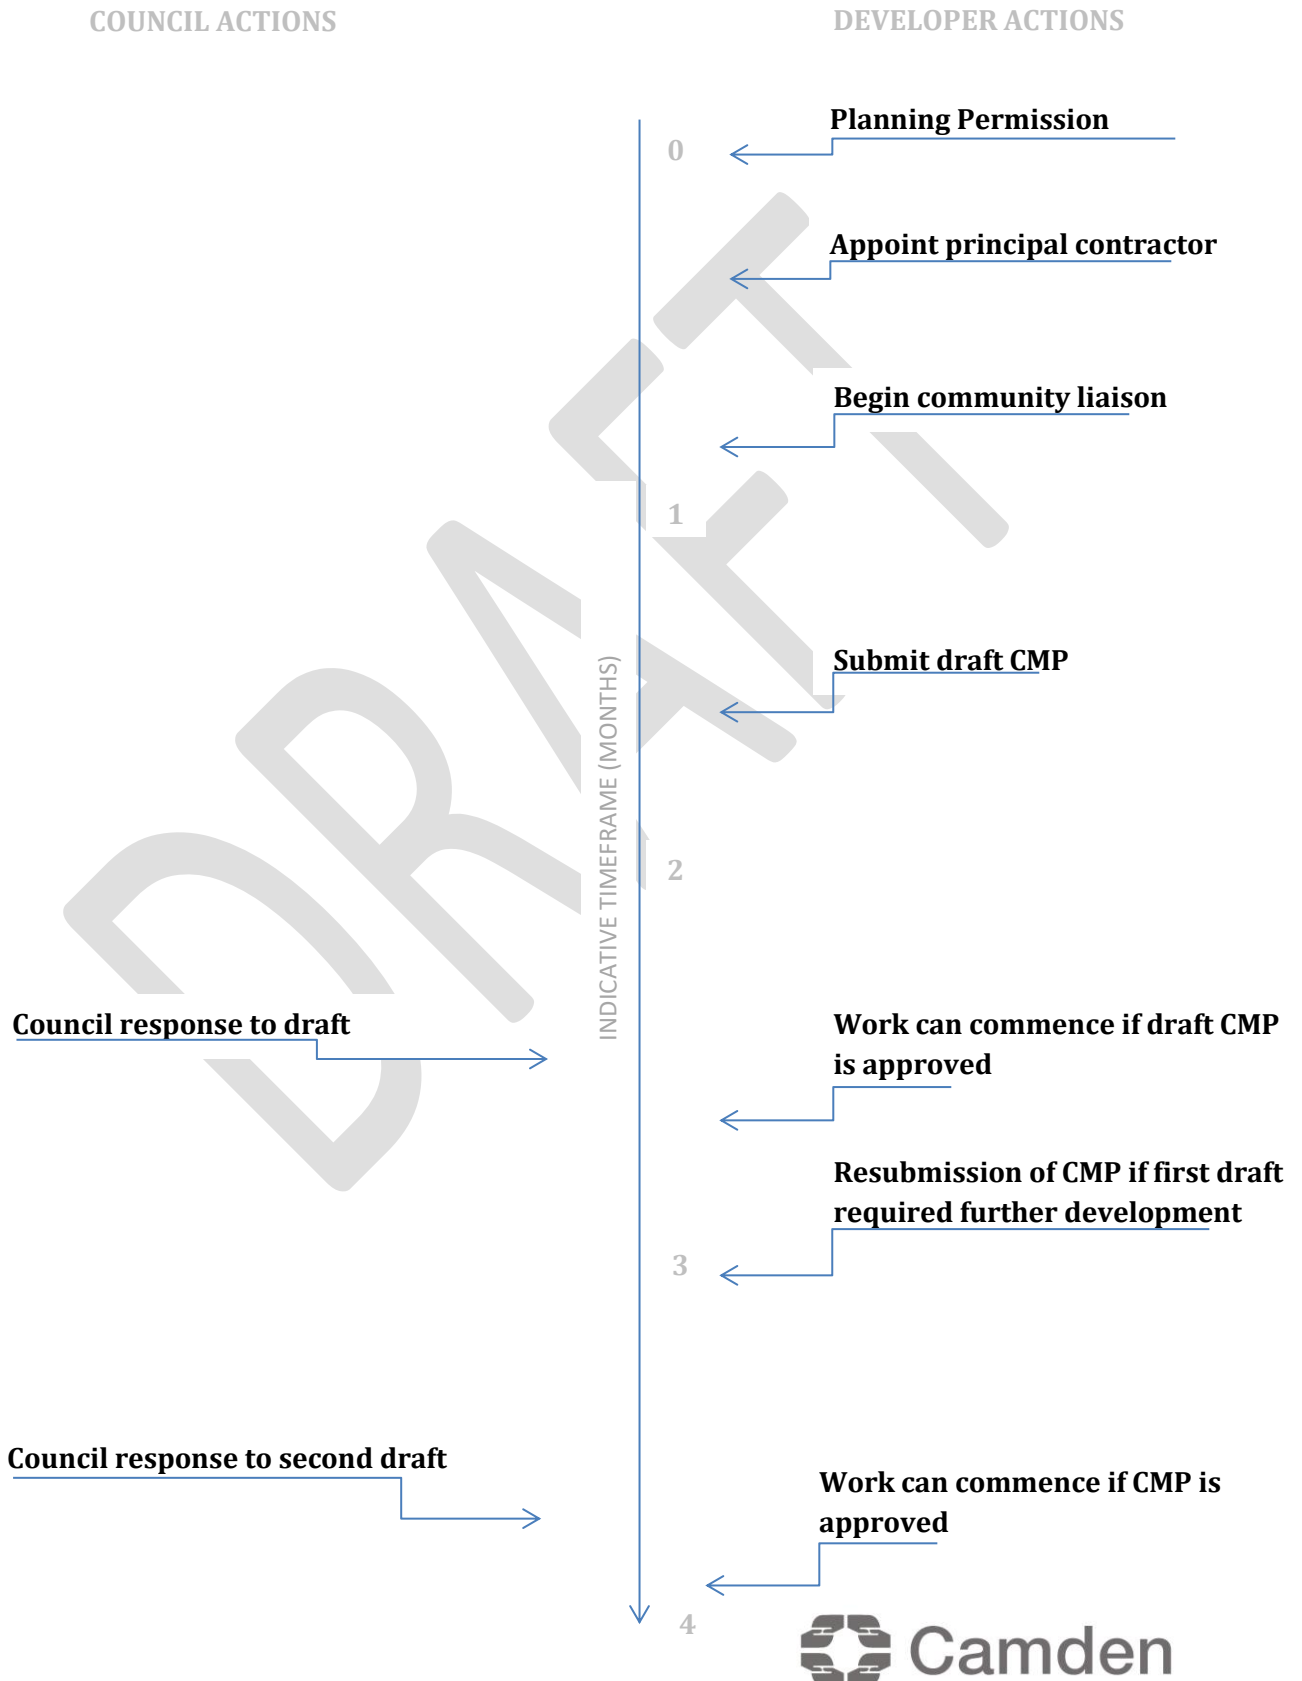 COUNCIL ACTIONS
DEVELOPER ACTIONS
Planning Permission
0
Appoint principal contractor
Begin community liaison
1
Submit draft CMP
INDICATIVE TIMEFRAME (MONTHS)
2
Council response to draft
Work can commence if draft CMP
is approved
Resubmission of CMP if first draft
required further development
3
Council response to second draft
Work can commence if CMP is
approved
4
Camden
DRAFT